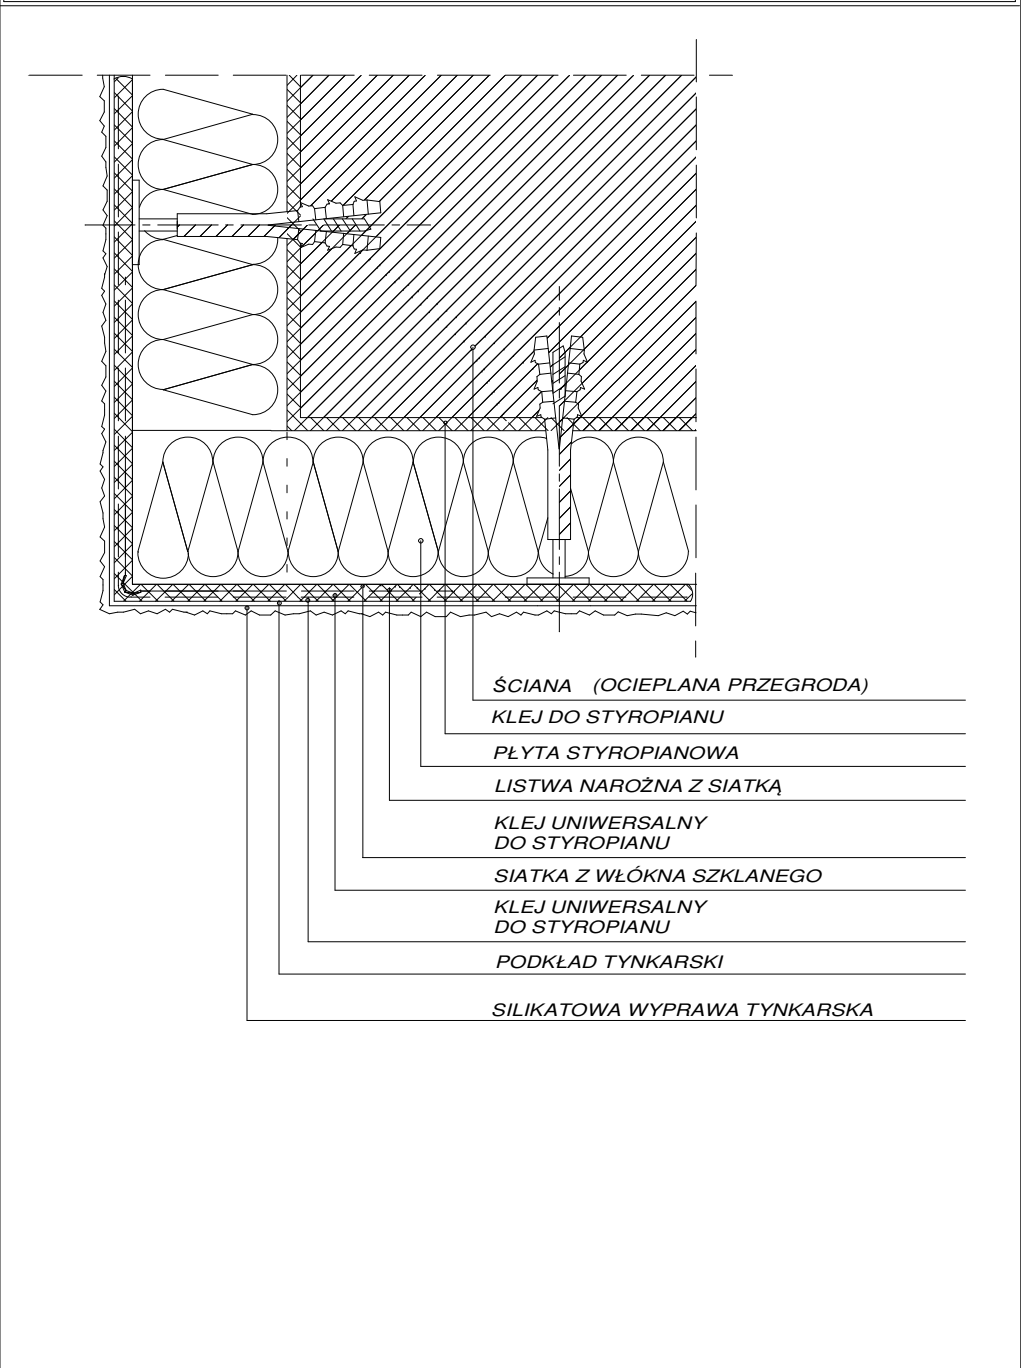 ŚCIANA (OCIEPLANA PRZEGRODA)
KLEJ DO STYROPIANU
PŁYTA STYROPIANOWA
LISTWA NAROŻNA Z SIATKĄ
KLEJ UNIWERSALNY
DO STYROPIANU
SIATKA Z WŁÓKNA SZKLANEGO
KLEJ UNIWERSALNY
DO STYROPIANU
PODKŁAD TYNKARSKI
SILIKATOWA WYPRAWA TYNKARSKA